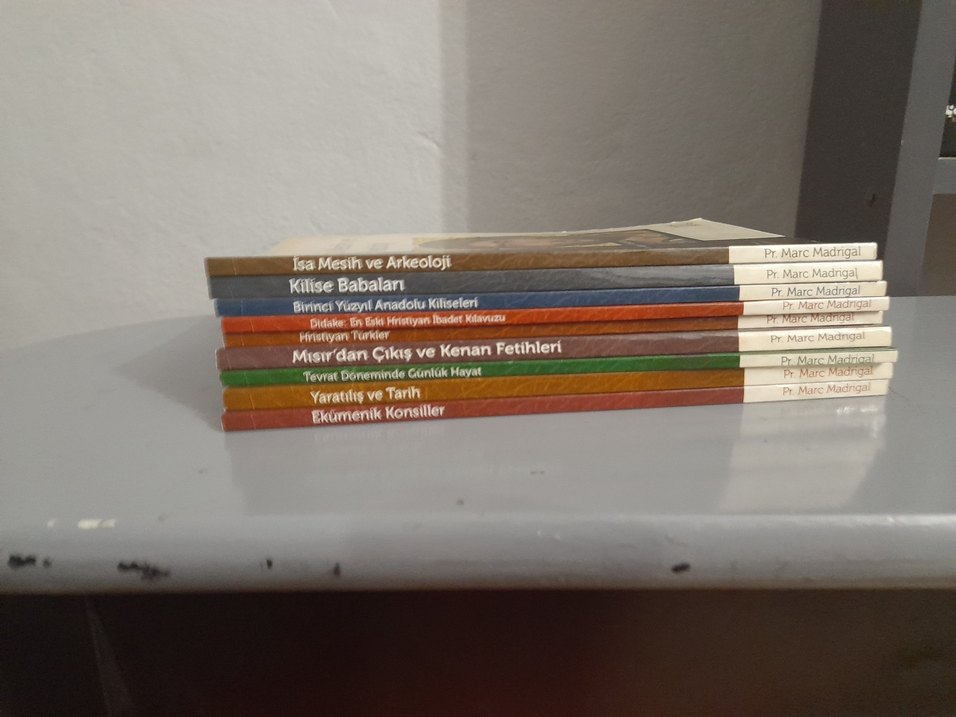 İsa Mesih ve Arkeoloji Pr. Marc Madrigal
Kilise Babaları Pr. Marc Madrigal
Birinci Yüzyıl Anadolu Kiliseleri Pr. Marc Madrigal
Didake: En Eski Hristiyan İbadet Kılavuzu Pr. Marc Madrigal
Hristiyan Türkler Pr. Marc Madrigal
Mısır'dan Çıkış ve Kenan Fetihleri Pr. Marc Madrigal
Tevrat Döneminde Günlük Hayat Pr. Marc Madrigal
Yaratılış ve Tarih Pr. Marc Madrigal
Ekümenik Konsiller Pr. Marc Madrigal